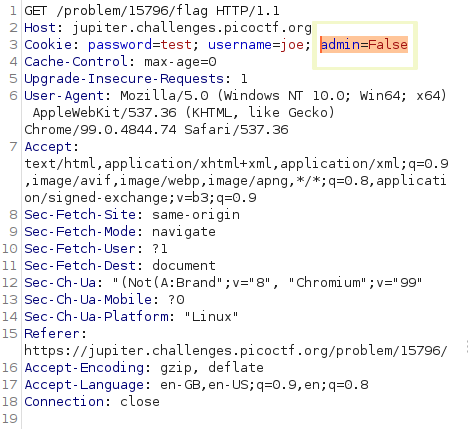 1 GET /problem/15796/flag HTTP/1.1
2 Host: jupiter.challenges.picoctf.org
3 Cookie: password=test; username=joe; admin=False
4 Cache-Control: max-age=0
5 Upgrade-Insecure-Requests: 1
6 User-Agent: Mozilla/5.0 (Windows NT 10.0; Win64; x64)
AppleWebKit/537.36 (KHTML, like Gecko)
Chrome/99.0.4844.74 Safari/537.36
7 Accept:
text/html,application/xhtml+xml,application/xml;q=0.9
,image/avif,image/webp,image/apng,*/*;q=0.8,applicati
on/signed-exchange;v=b3;q=0.9
8 Sec-Fetch-Site: same-origin
9 Sec-Fetch-Mode: navigate
10 Sec-Fetch-User: ?1
11 Sec-Fetch-Dest: document
12 Sec-Ch-Ua: "(Not(A:Brand";v="8", "Chromium";v="99"
13 Sec-Ch-Ua-Mobile: ?0
14 Sec-Ch-Ua-Platform: "Linux"
15 Referer:
https://jupiter.challenges.picoctf.org/problem/15796/
16 Accept-Encoding: gzip, deflate
17 Accept-Language: en-GB,en-US;q=0.9,en;q=0.8
18 Connection: close
19